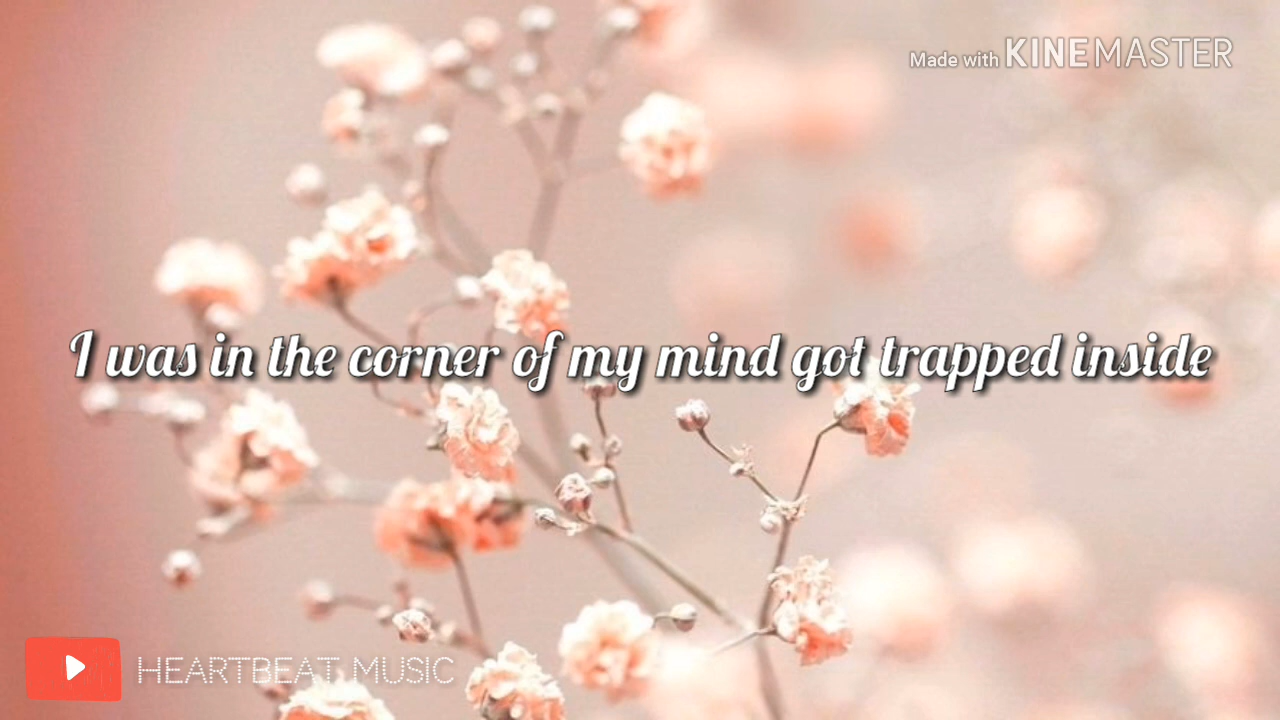 Made with KINEMASTER
I was in the corner of my mind got trapped inside
HEARTBEAT MUSIC